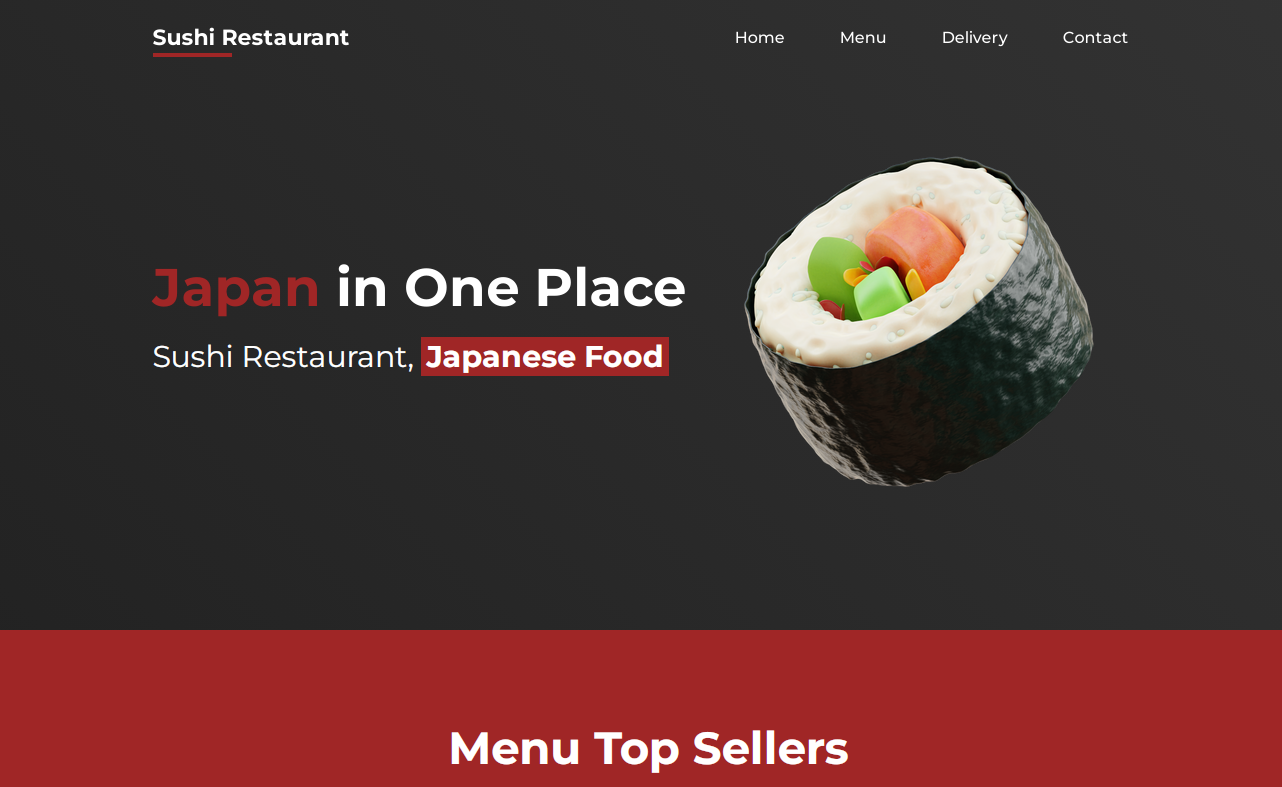 Sushi Restaurant
Home Menu Delivery Contact
Japan in One Place
Sushi Restaurant, Japanese Food
Menu Top Sellers